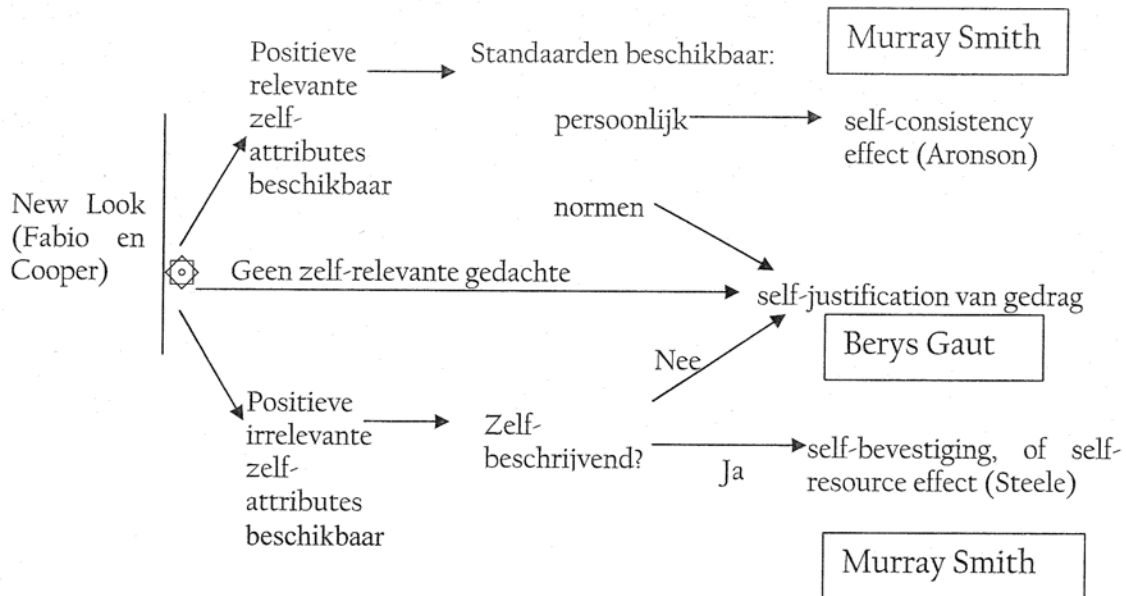 Murray Smith
Positieve
relevante
zelf-
attributes
beschikbaar
Standaarden beschikbaar:
persoonlijk
self-consistency
effect (Aronson)
normen
New Look
(Fabio en
Cooper)
Geen zelf-relevante gedachte
self-justification van gedrag
Berys Gaut
Nee
Positieve
irrelevante
zelf-
attributes
beschikbaar
Zelf-
beschrijvend?
Ja
self-bevestiging, of self-
resource effect (Steele)
Murray Smith